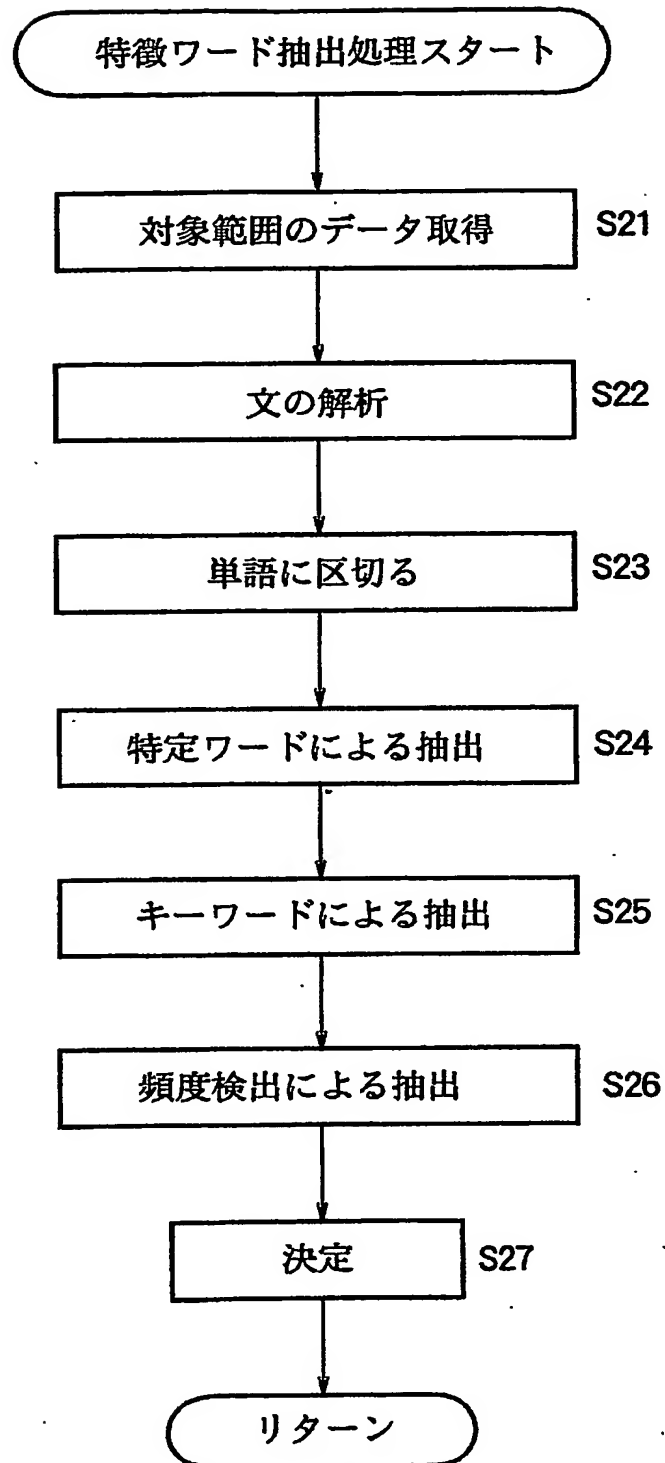 特徴ワード抽出処理スタート
対象範囲のデータ取得 S21
文の解析 S22
単語に区切る S23
特定ワードによる抽出 S24
キーワードによる抽出 S25
頻度検出による抽出 S26
決定 S27
リターン